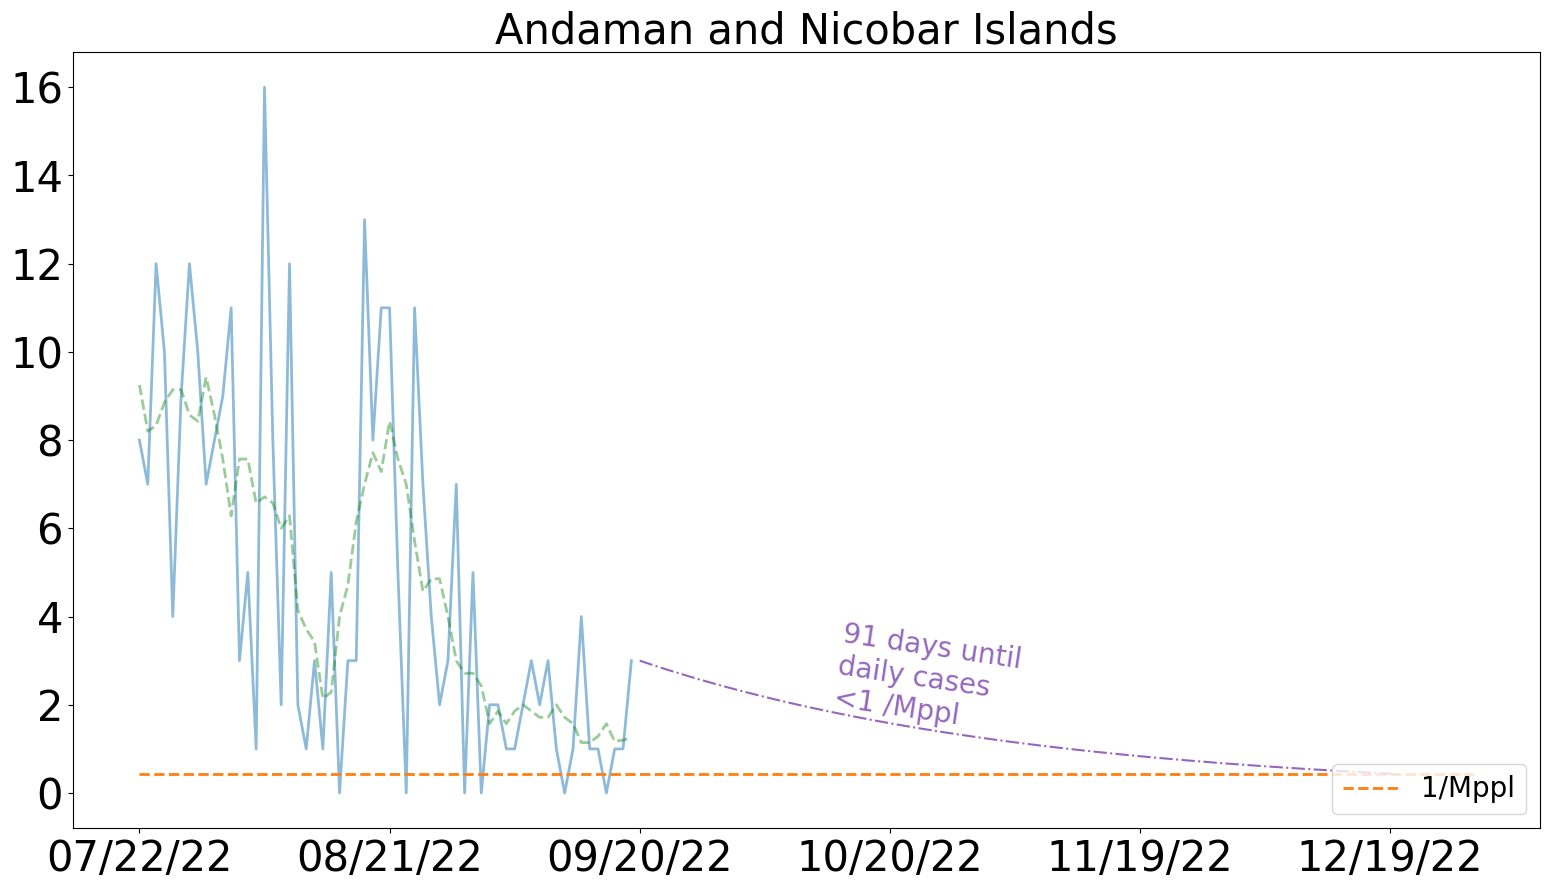 Andaman and Nicobar Islands
16
14
12
10
8
6
4
2
0
91 days until
daily cases
<1 /Mppl
1/Mppl
07/22/22 08/21/22 09/20/22 10/20/22 11/19/22 12/19/22